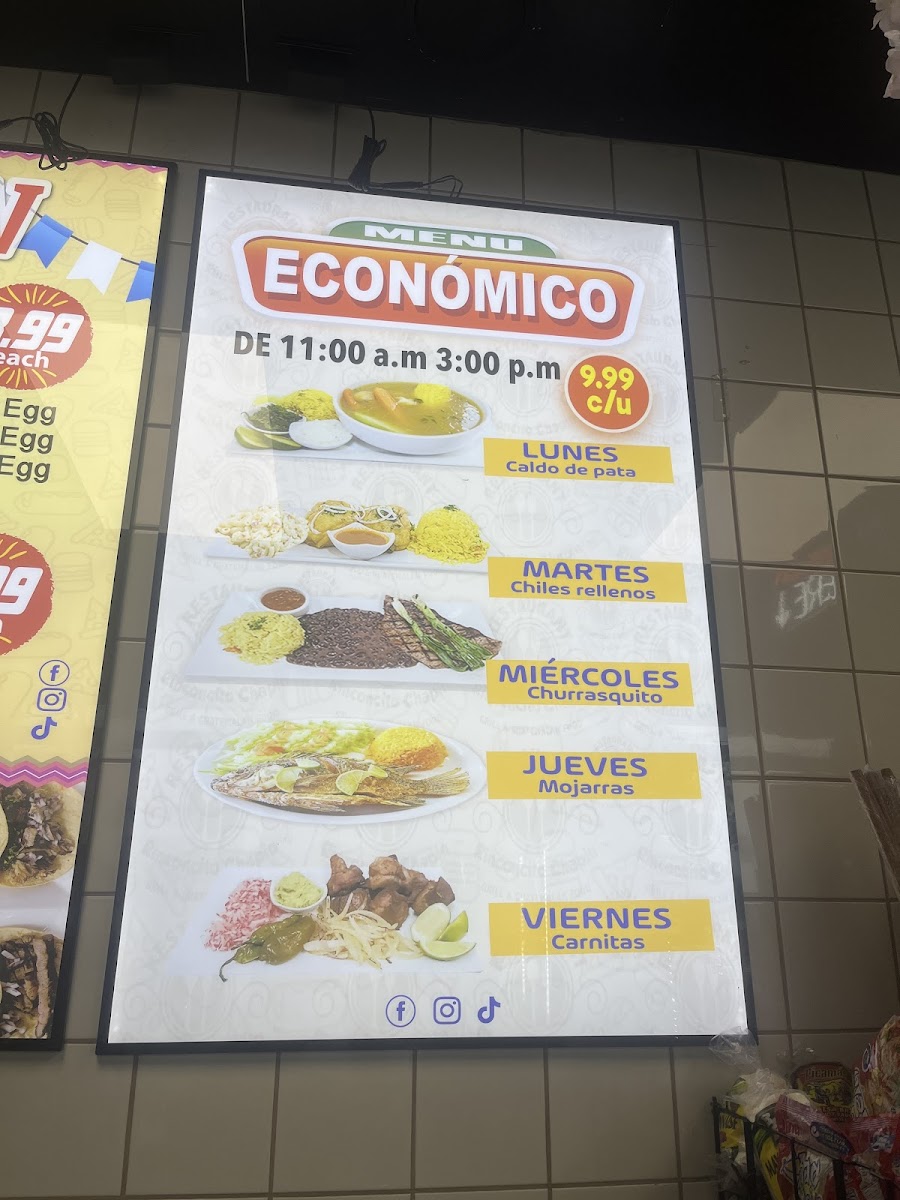 MENU
ECONÓMICO
DE 11:00 a.m 3:00 p.m
9.99
c/u
LUNES
Caldo de pata
MARTES
Chiles rellenos
MIÉRCOLES
Churrasquito
JUEVES
Mojarras
VIERNES
Carnitas
.99
each
Egg
Egg
Egg